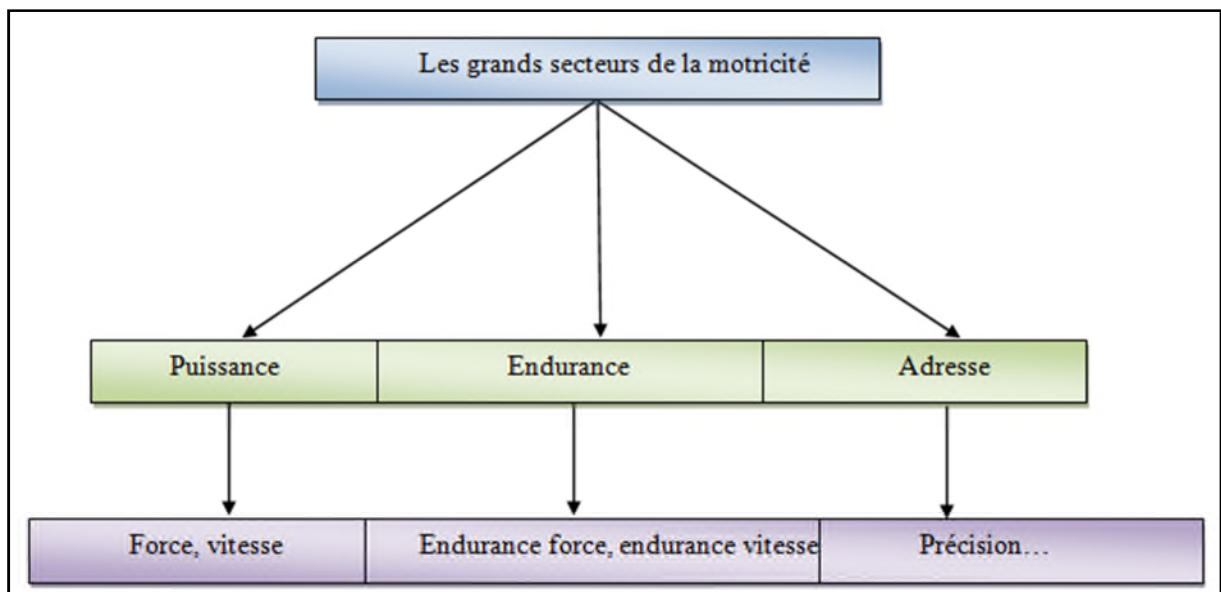 Les grands secteurs de la motricité
Puissance
Endurance
Adresse
Force, vitesse
Endurance force, endurance vitesse
Précision…